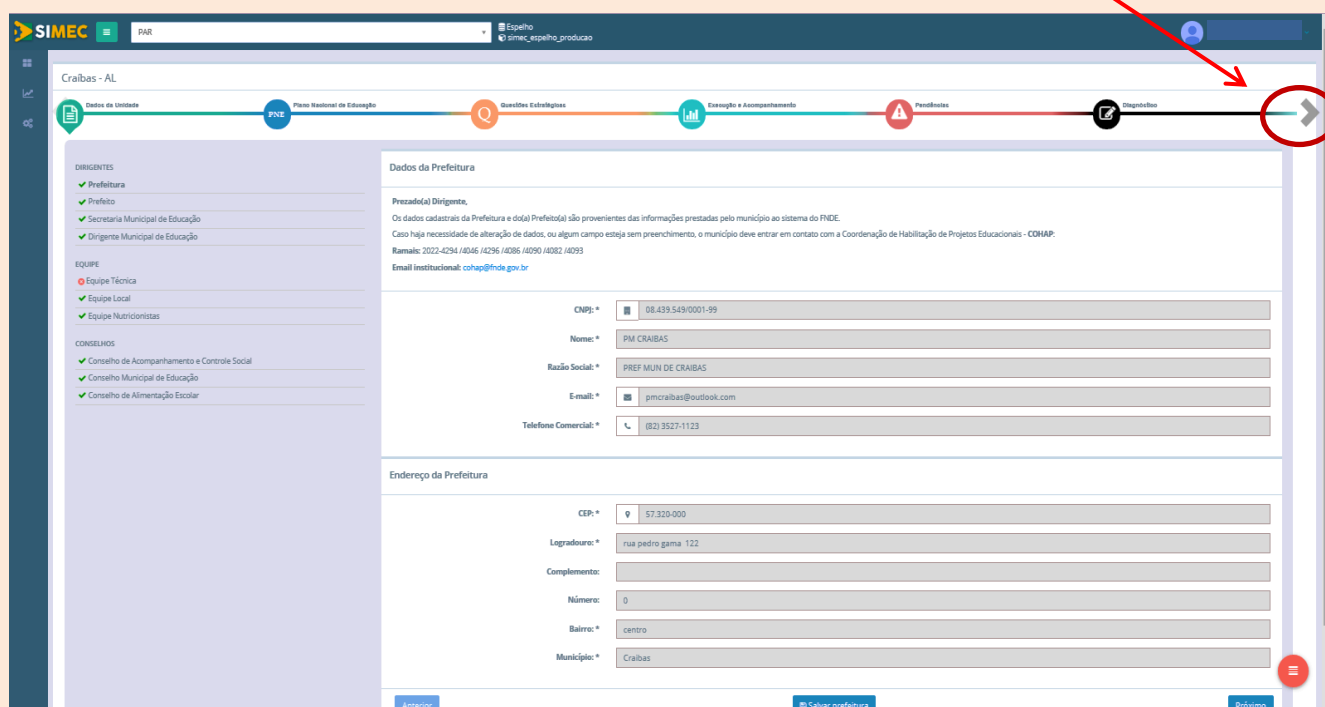 SIMEC
PAR
Espelho
simec_espelho_producao
Craíbas - AL
Dados da Unidade
Plano Nacional de Educação
Questões Estratégicas
Execução e Acompanhamento
Pendências
Diagnóstico
PNE
Q
DIRIGENTES
Prefeitura
Prefeito
Secretaria Municipal de Educação
Dirigente Municipal de Educação
EQUIPE
Equipe Técnica
Equipe Local
Equipe Nutricionistas
CONSELHOS
Conselho de Acompanhamento e Controle Social
Conselho Municipal de Educação
Conselho de Alimentação Escolar
Dados da Prefeitura
Prezado(a) Dirigente,
Os dados cadastrais da Prefeitura e do(a) Prefeito(a) são provenientes das informações prestadas pelo município ao sistema do FNDE.
Caso haja necessidade de alteração de dados, ou algum campo esteja sem preenchimento, o município deve entrar em contato com a Coordenação de Habilitação de Projetos Educacionais - COHAP:
Ramais: 2022-4294 /4046 /4296 /4086 /4090 /4082 /4093
Email institucional: cohap@fnde.gov.br
CNPJ: * 08.439.549/0001-99
Nome: * PM CRAIBAS
Razão Social: * PREF MUN DE CRAIBAS
E-mail: * pmcraibas@outlook.com
Telefone Comercial: * (82) 3527-1123
Endereço da Prefeitura
CEP: * 57.320-000
Logradouro: * rua pedro gama 122
Complemento:
Número: 0
Bairro: * centro
Município: * Craíbas
Anterior
Salvar prefeitura
Próximo